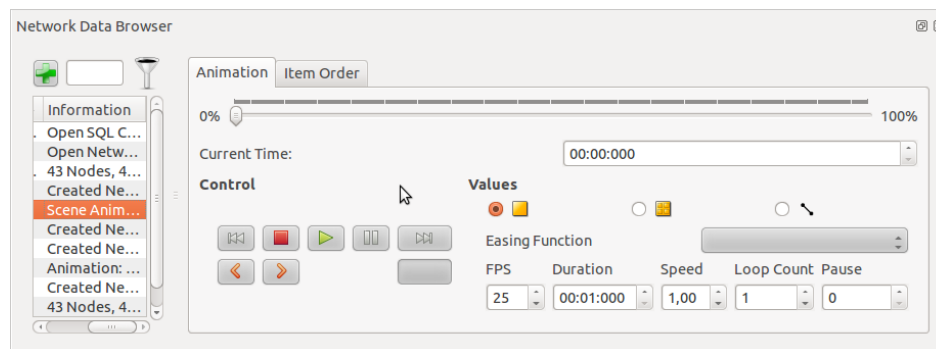 Network Data Browser
Animation
Item Order
Information
. Open SQL C...
Open Netw...
. 43 Nodes, 4...
Created Ne...
Scene Anim...
Created Ne...
Created Ne...
Animation: ...
Created Ne...
43 Nodes, 4...
0%
100%
Current Time:
00:00:000
Control
Values
Easing Function
FPS Duration Speed Loop Count Pause
25 00:01:000 1,00 1 0